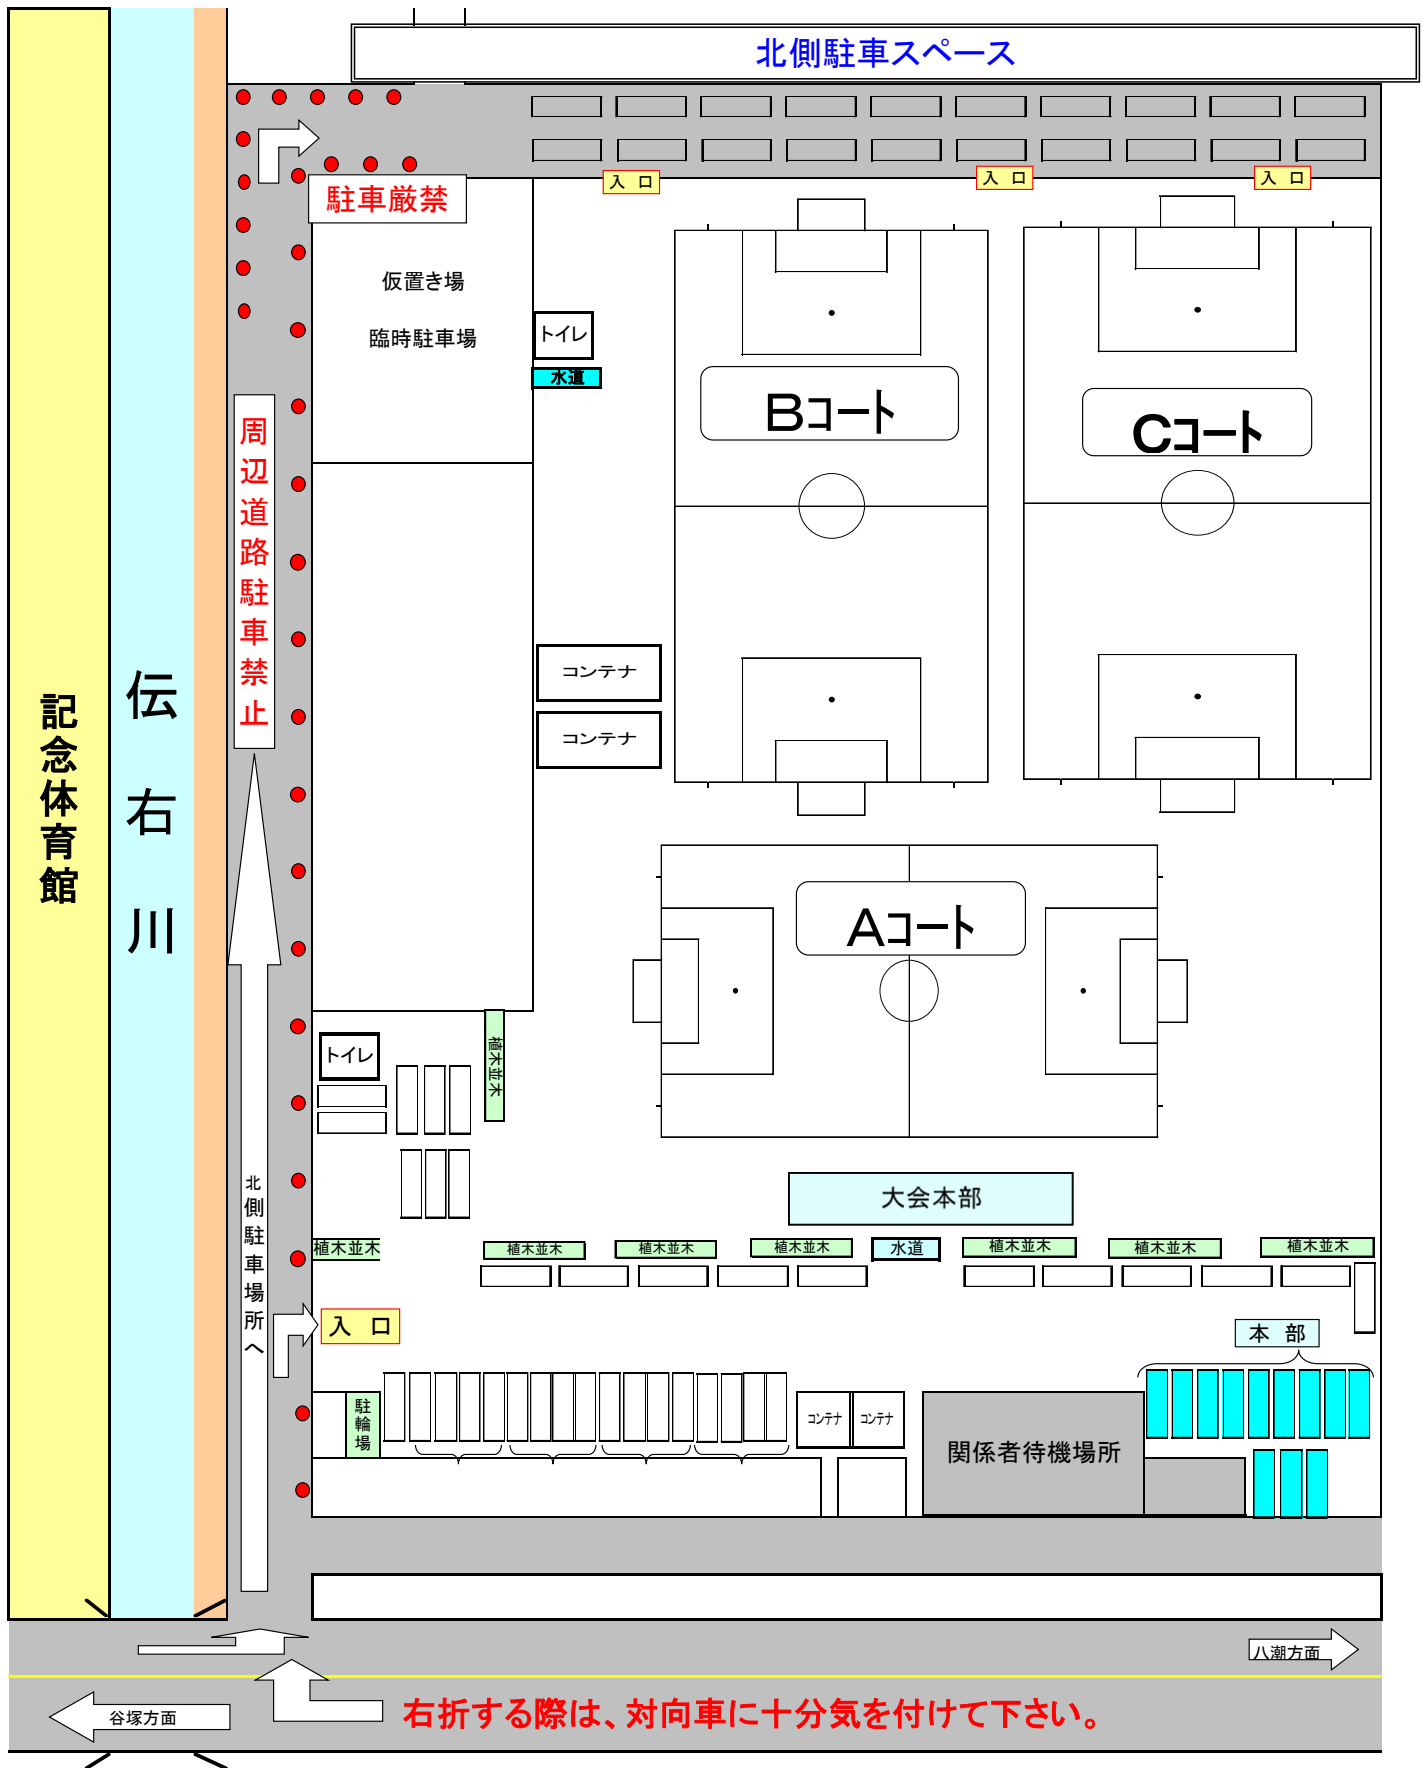 北側駐車スペース
入　口
入　口
入　口
駐車厳禁
仮置き場
臨時駐車場
トイレ
水道
Bコート
Cコート
周辺道路駐車禁止
コンテナ
コンテナ
記念体育館
伝右川
Aコート
トイレ
植木並木
大会本部
北側駐車場所へ
植木並木
植木並木
植木並木
植木並木
水道
植木並木
植木並木
植木並木
入　口
本　部
駐輪場
コンテナ
コンテナ
関係者待機場所
八潮方面
谷塚方面
右折する際は、対向車に十分気を付けて下さい。